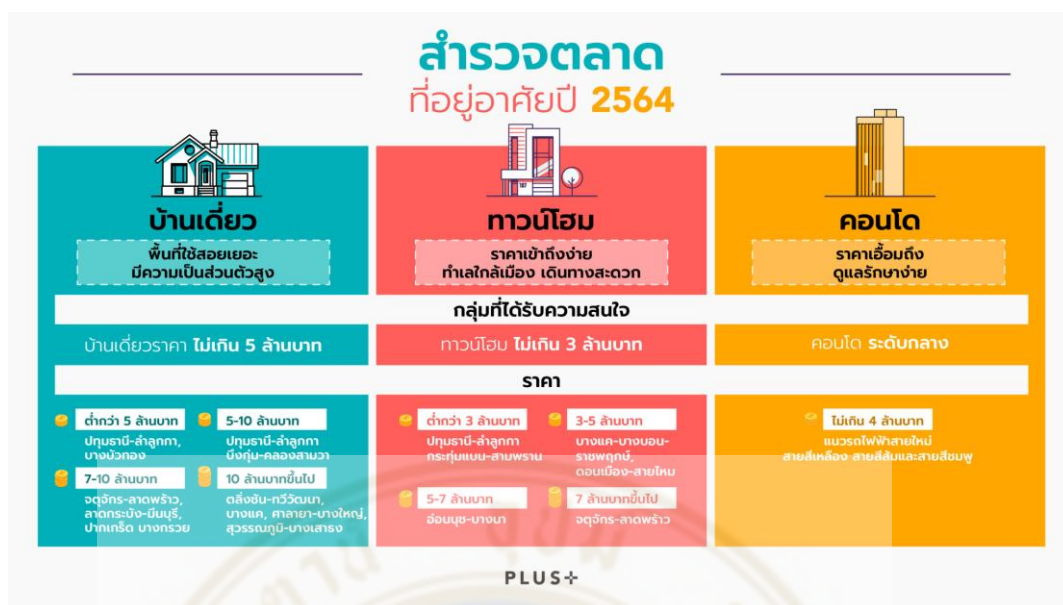 สำรวจตลาด
ที่อยู่อาศัยปี 2564
บ้านเดี่ยว
พื้นที่ใช้สอยเยอะ
มีความเป็นส่วนตัวสูง
ทาวน์โฮม
ราคาเข้าถึงง่าย
ทำเลใกล้เมือง เดินทางสะดวก
คอนโด
ราคาเอื้อมถึง
ดูแลรักษาง่าย
กลุ่มที่ได้รับความสนใจ
บ้านเดี่ยวราคา ไม่เกิน 5 ล้านบาท
ทาวน์โฮม ไม่เกิน 3 ล้านบาท
คอนโด ระดับกลาง
ราคา
ต่ำกว่า 5 ล้านบาท
ปทุมธานี-ลำลูกกา,
บางบัวทอง
5-10 ล้านบาท
ปทุมธานี-ลำลูกกา
บึงกุ่ม-คลองสามวา
7-10 ล้านบาท
จตุจักร-ลาดพร้าว,
ลาดกระบัง-มีนบุรี,
ปากเกร็ด บางกรวย
10 ล้านบาทขึ้นไป
ตลิ่งชัน-ทวีวัฒนา,
บางแค, ศาลายา-บางใหญ่,
สุวรรณภูมิ-บางเสาธง
ต่ำกว่า 3 ล้านบาท
ปทุมธานี-ลำลูกกา
กระทุ่มแบน-สามพราน
3-5 ล้านบาท
บางแค-บางบอน-
ราชพฤกษ์,
ดอนเมือง-สายไหม
5-7 ล้านบาท
อ่อนนุช-บางนา
7 ล้านบาทขึ้นไป
จตุจักร-ลาดพร้าว
ไม่เกิน 4 ล้านบาท
แนวรถไฟฟ้าสายใหม่
สายสีเหลือง สายสีส้มและสายสีชมพู
PLUS